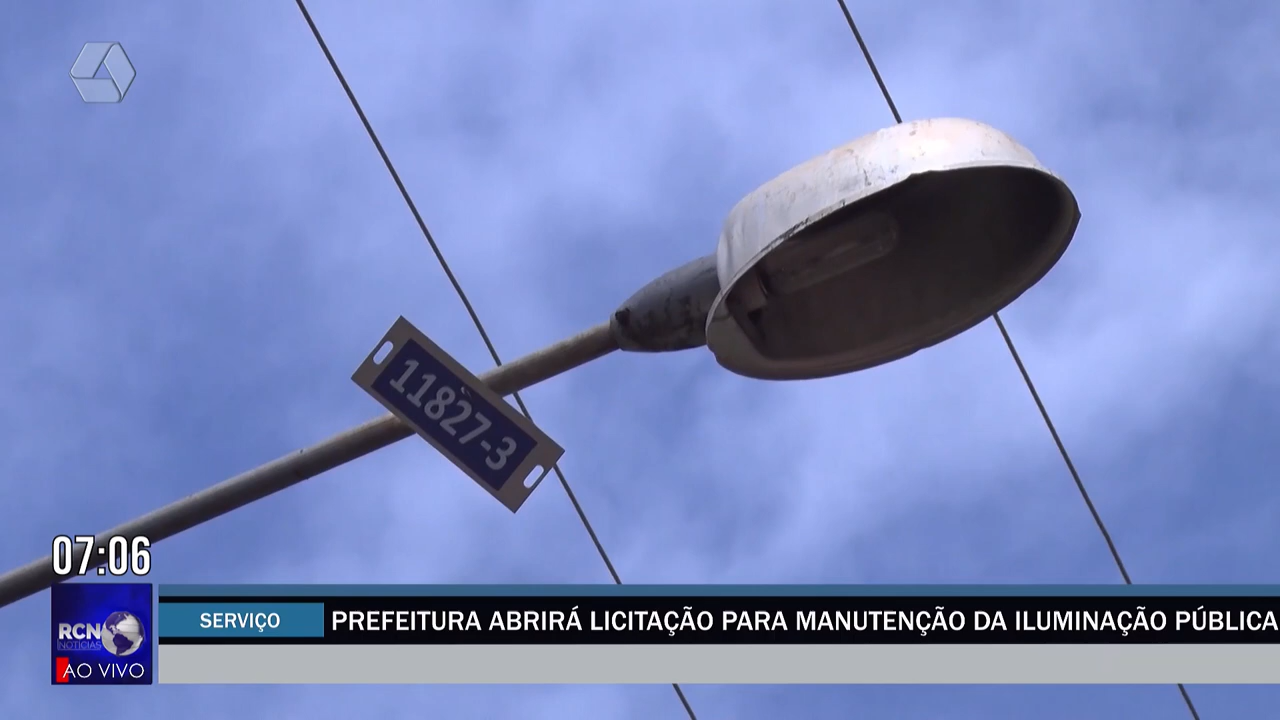 11827-3
07:06
RCN
NOTÍCIAS
AO VIVO
SERVIÇO
PREFEITURA ABRIRÁ LICITAÇÃO PARA MANUTENÇÃO DA ILUMINAÇÃO PÚBLICA